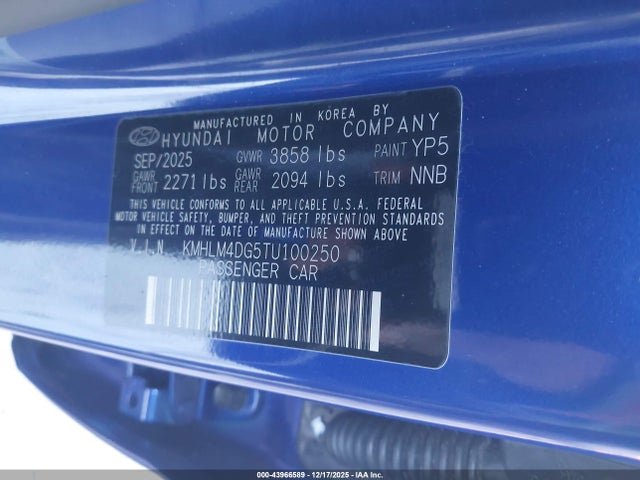 MANUFACTURED IN KOREA BY
HYUNDAI MOTOR COMPANY
SEP/2025 GVWR 3858 lbs PAINT YP5
GAWR FRONT 2271 lbs GAWR REAR 2094 lbs TRIM NNB
THIS VEHICLE CONFORMS TO ALL APPLICABLE U.S.A. FEDERAL
MOTOR VEHICLE SAFETY, BUMPER, AND THEFT PREVENTION STANDARDS
IN EFFECT ON THE DATE OF MANUFACTURE SHOWN
ABOVE
V.I.N. KMHLM4DG5TU100250
PASSENGER CAR
000-43966589 - 12/17/2025 - IAA Inc.